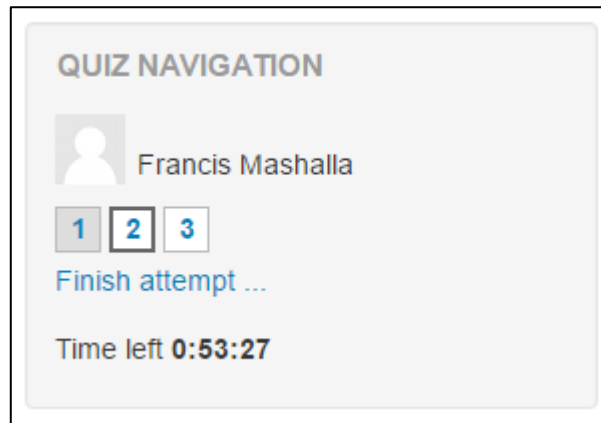 QUIZ NAVIGATION
Francis Mashalla
1 2 3
Finish attempt ...
Time left 0:53:27